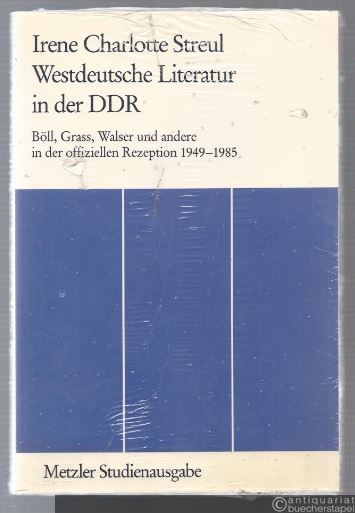 Irene Charlotte Streul
Westdeutsche Literatur
in der DDR
Böll, Grass, Walser und andere
in der offiziellen Rezeption 1949–1985
Metzler Studienausgabe
antiquariat
buecherstapel